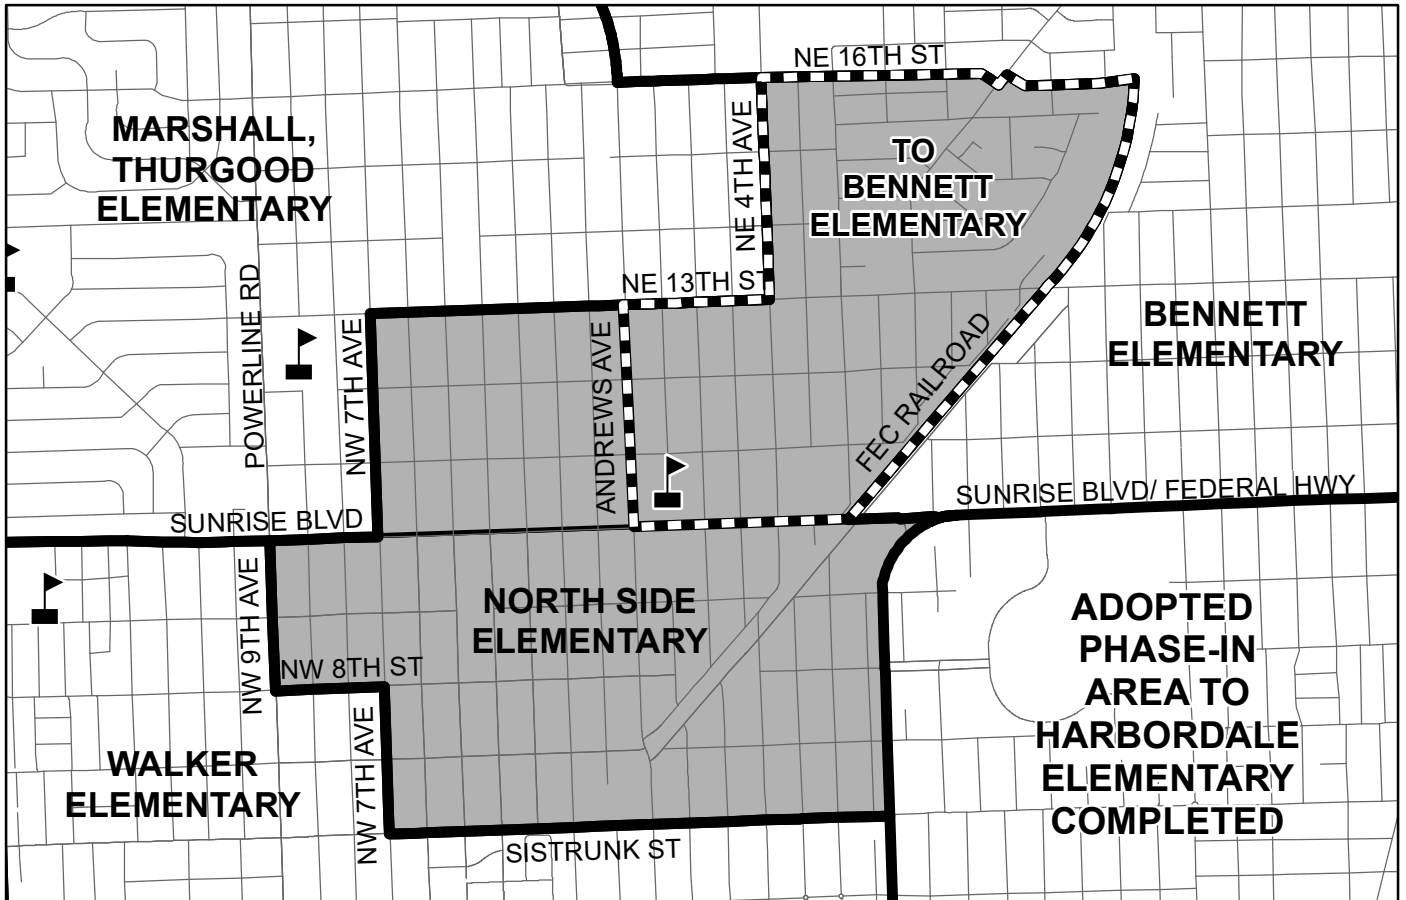 NE 16TH ST
MARSHALL,
THURGOOD
ELEMENTARY
NE 4TH AVE
TO
BENNETT
ELEMENTARY
NE 13TH ST
POWERLINE RD
NW 7TH AVE
ANDREWS AVE
FEC RAILROAD
BENNETT
ELEMENTARY
SUNRISE BLVD
SUNRISE BLVD/ FEDERAL HWY
NW 9TH AVE
NORTH SIDE
ELEMENTARY
NW 8TH ST
ADOPTED
PHASE-IN
AREA TO
HARBORDALE
ELEMENTARY
COMPLETED
NW 7TH AVE
WALKER
ELEMENTARY
SISTRUNK ST